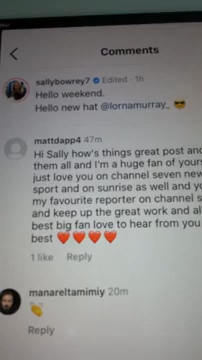 Comments
sallybowrey7 Edited · 1h
Hello weekend.
Hello new hat @lornamurray_ 😎
mattdapp4 47m
Hi Sally how's things great post and
them all and I'm a huge fan of yours
just love you on channel seven new
sport and on sunrise as well and yo
my favourite reporter on channel s
and keep up the great work and al
best big fan love to hear from you
best ❤️❤️❤️❤️
1 like Reply
manareltamimiy 20m
👏
Reply